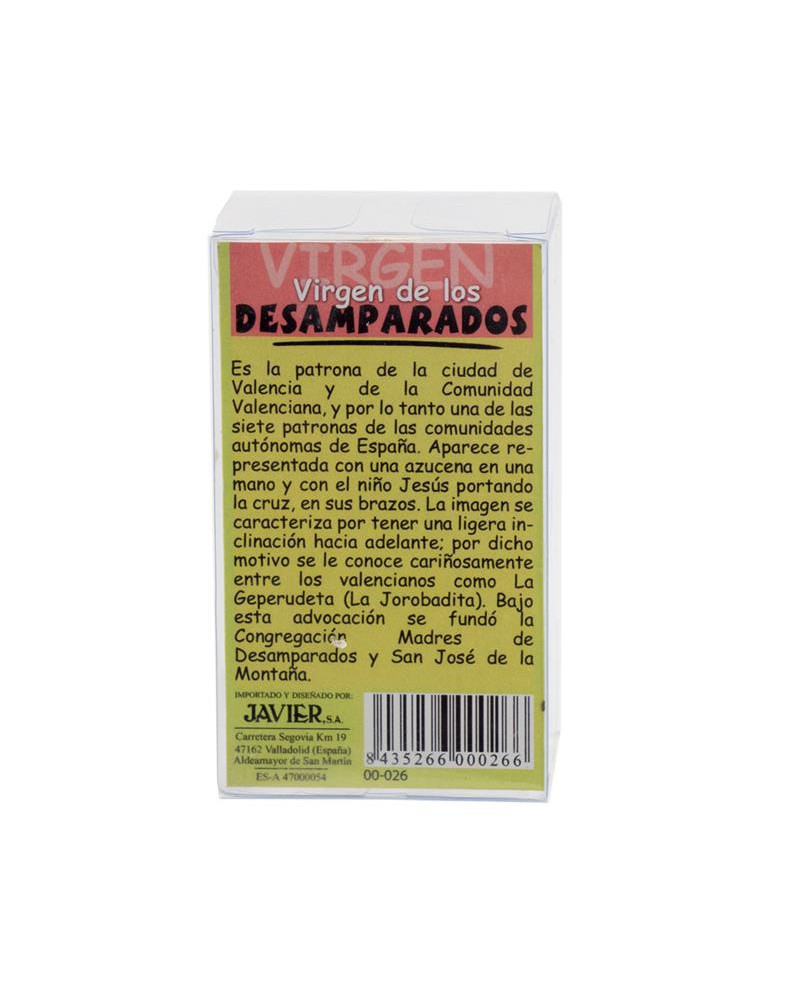 VIRGEN
Virgen de los
DESAMPARADOS
Es la patrona de la ciudad de
Valencia y de la Comunidad
Valenciana, y por lo tanto una de las
siete patronas de las comunidades
autónomas de España. Aparece re-
presentada con una azucena en una
mano y con el niño Jesús portando
la cruz, en sus brazos. La imagen se
caracteriza por tener una ligera in-
clinación hacia adelante; por dicho
motivo se le conoce cariñosamente
entre los valencianos como La
Geperudeta (La Jorobadita). Bajo
esta advocación se fundó la
Congregación Madres de
Desamparados y San José de la
Montaña.
IMPORTADO Y DISEÑADO POR:
JAVIER, S.A.
Carretera Segovia Km 19
47162 Valladolid (España)
Aldeamayor de San Martín
ES-A 47000054
8 435266 000266
00-026